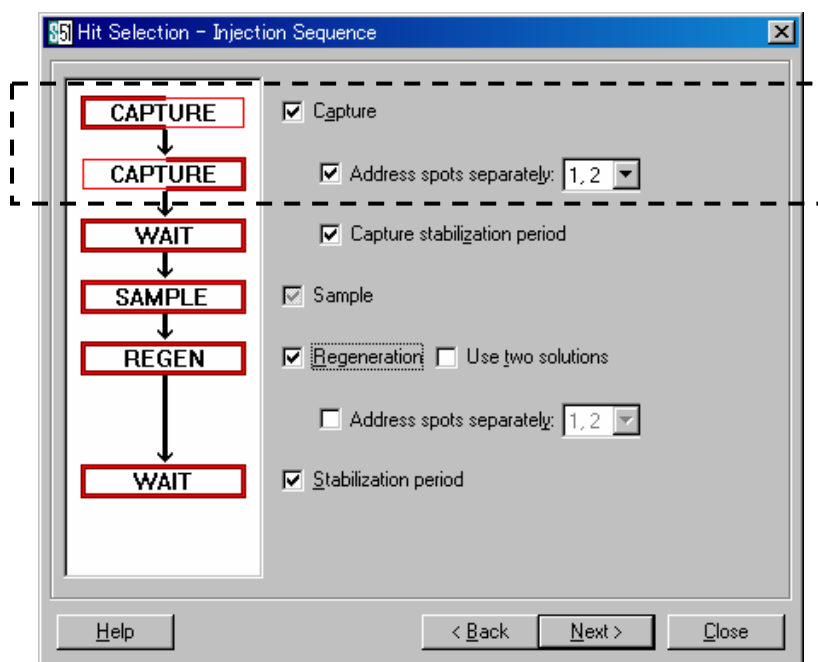 S51 Hit Selection - Injection Sequence
CAPTURE
Capture
CAPTURE
Address spots separately: 1, 2
WAIT
Capture stabilization period
SAMPLE
Sample
REGEN
Regeneration Use two solutions
Address spots separately: 1, 2
WAIT
Stabilization period
Help
< Back
Next >
Close